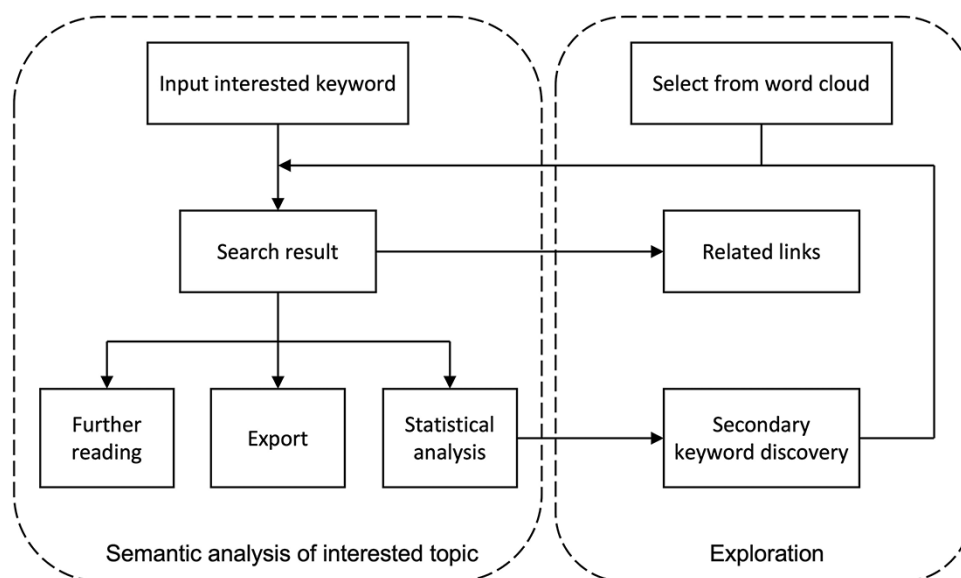 Input interested keyword
Select from word cloud
Search result
Related links
Further
reading
Export
Statistical
analysis
Secondary
keyword discovery
Semantic analysis of interested topic
Exploration